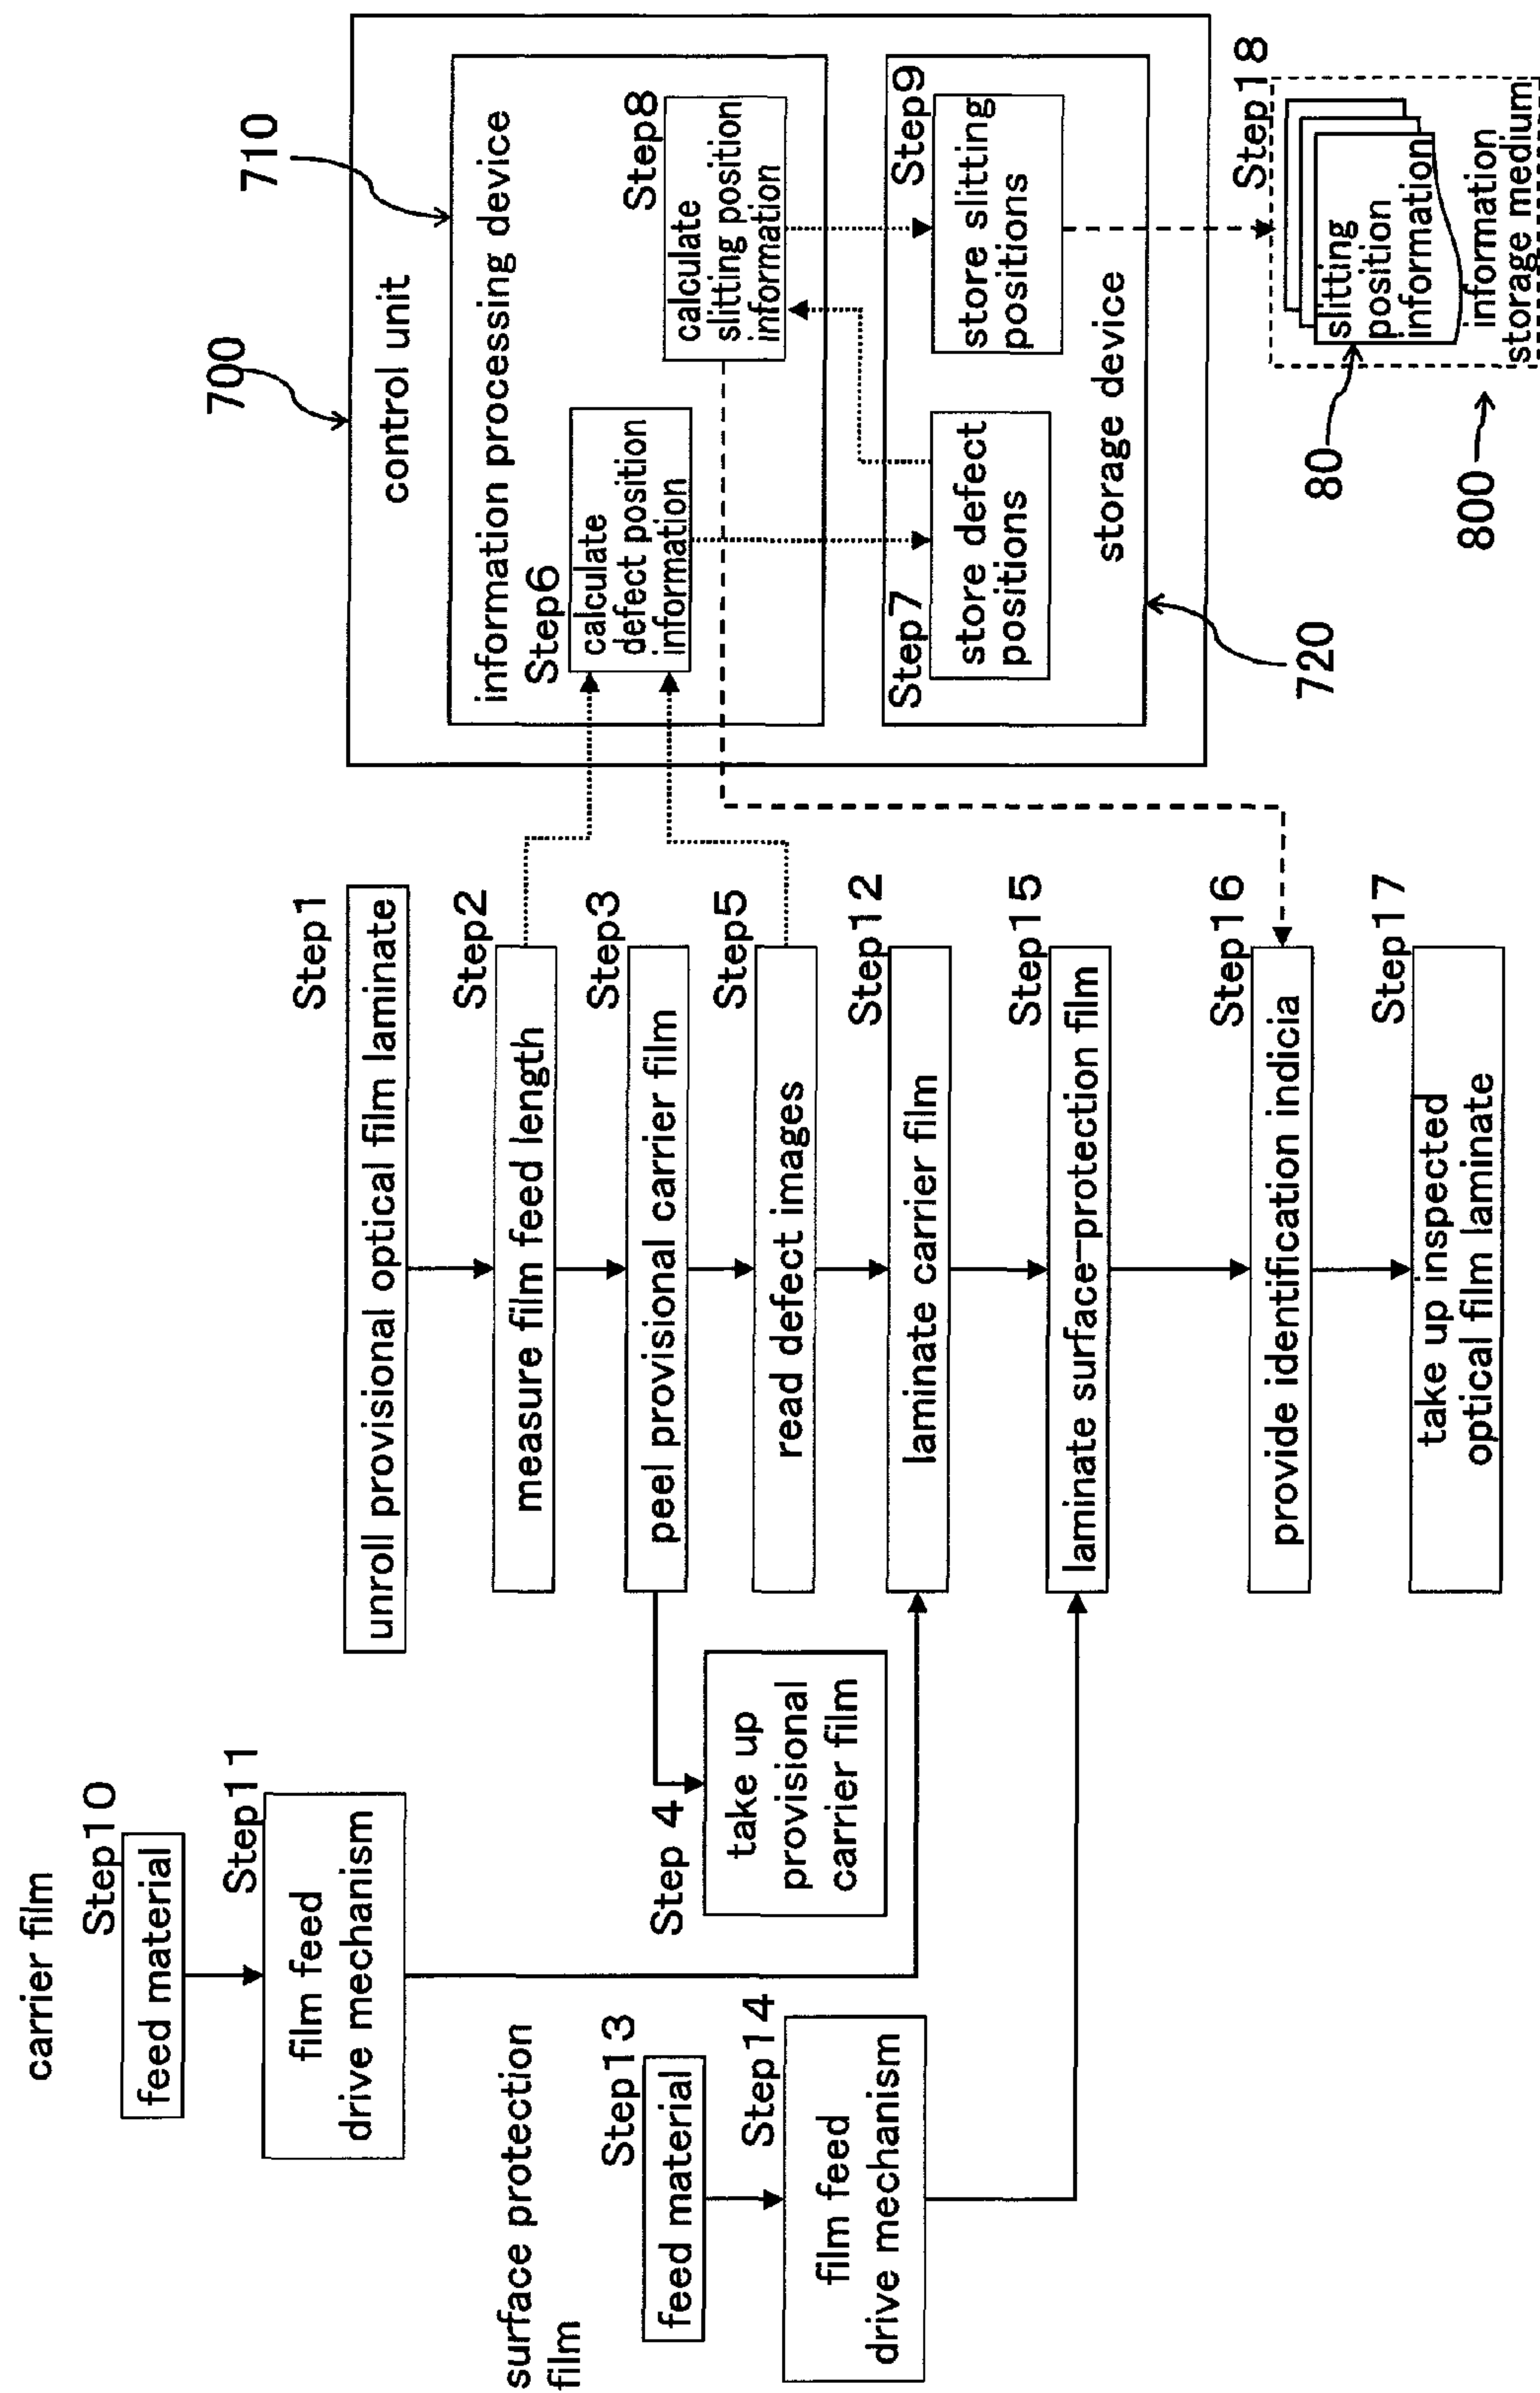 carrier film
Step10
feed material
Step11
film feed
drive mechanism
surface protection
film
Step13
feed material
Step14
film feed
drive mechanism
Step1
unroll provisional optical film laminate
Step2
measure film feed length
Step3
peel provisional carrier film
Step 4
take up
provisional
carrier film
Step5
read defect images
Step12
laminate carrier film
Step15
laminate surface-protection film
Step16
provide identification indicia
Step17
take up inspected
optical film laminate
700
control unit
710
information processing device
Step6
calculate
defect position
information
Step8
calculate
slitting position
information
Step7
store defect
positions
Step9
store slitting
positions
storage device
720
Step18
slitting
position
information
80
information
storage medium
800